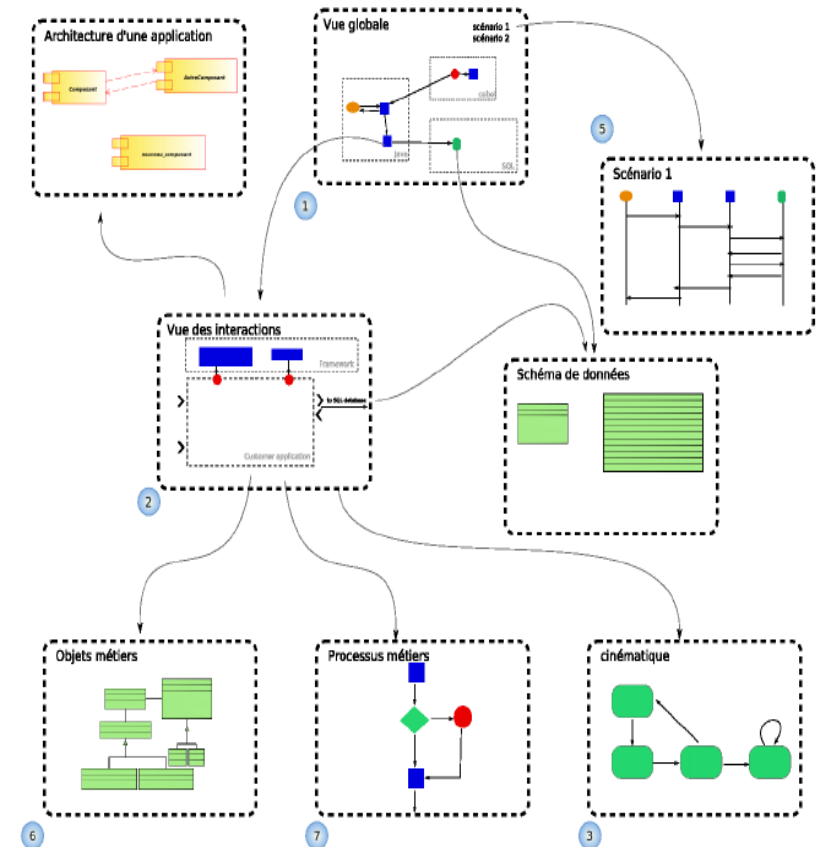 Architecture d'une application
Composant
AutreComposant
nouveau_composant
Vue globale
scénario 1
scénario 2
cobol
java
SQL
1
5
Scénario 1
Vue des interactions
Framework
to SQL database
Customer application
2
Schéma de données
Objets métiers
6
Processus métiers
7
cinématique
3